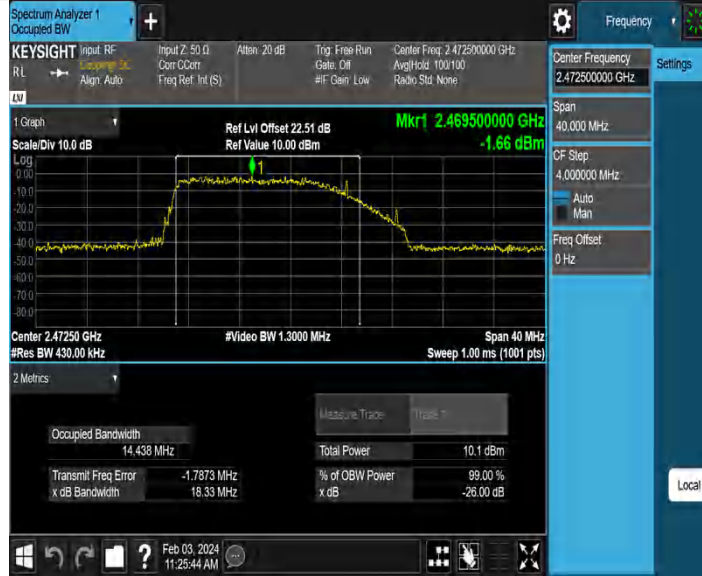 Spectrum Analyzer 1
Occupied BW
+
Frequency
KEYSIGHT
RL
Input: RF
Coupling: DC
Align: Auto
Input Z: 50 Ω
Corr CCorr
Freq Ref: Int (S)
Atten: 20 dB
Trig: Free Run
Gate: Off
#IF Gain: Low
Center Freq: 2.472500000 GHz
Avg|Hold: 100/100
Radio Std: None
Center Frequency
2.472500000 GHz
Settings
Span
40.000 MHz
CF Step
4.000000 MHz
Auto
Man
Freq Offset
0 Hz
LXI
1 Graph
Scale/Div 10.0 dB
Ref Lvl Offset 22.51 dB
Ref Value 10.00 dBm
Mkr1 2.469500000 GHz
-1.66 dBm
Log
1
0.00
-10.0
-20.0
-30.0
-40.0
-50.0
-60.0
-70.0
-80.0
Center 2.47250 GHz
#Res BW 430.00 kHz
#Video BW 1.3000 MHz
Span 40 MHz
Sweep 1.00 ms (1001 pts)
2 Metrics
Measure Trace
Trace 1
Occupied Bandwidth
14.438 MHz
Total Power 10.1 dBm
Transmit Freq Error -1.7873 MHz
% of OBW Power 99.00 %
x dB Bandwidth 18.33 MHz
x dB -26.00 dB
Local
?
Feb 03, 2024
11:25:44 AM